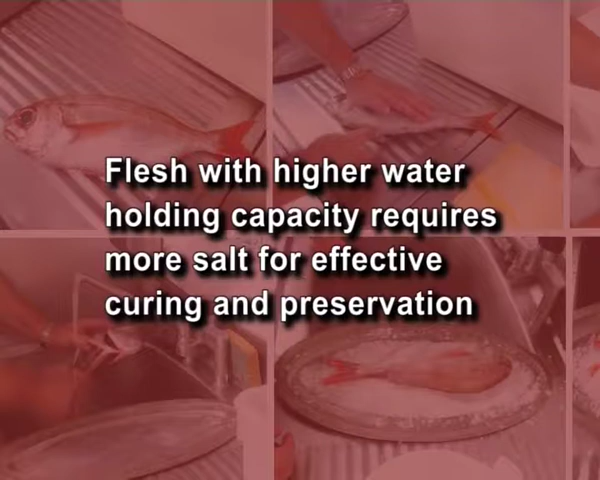 Flesh with higher water
holding capacity requires
more salt for effective
curing and preservation